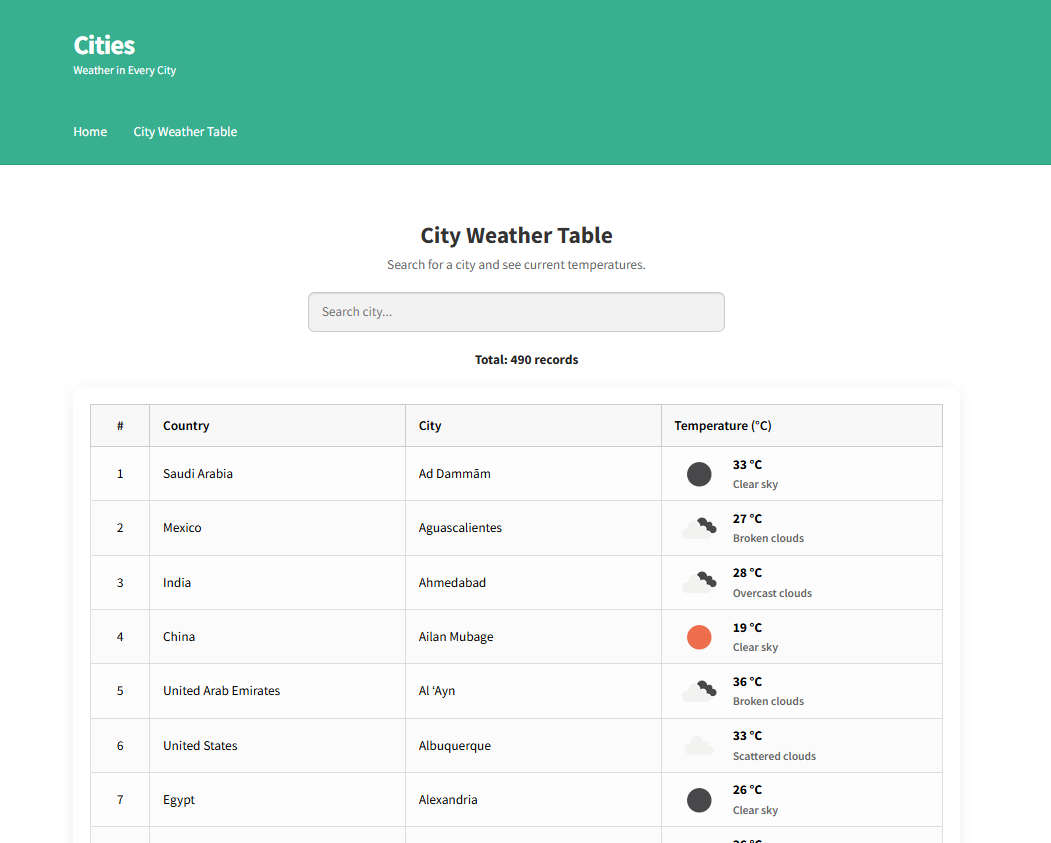 Cities
Weather in Every City
Home City Weather Table
City Weather Table
Search for a city and see current temperatures.
Search city...
Total: 490 records
# Country City Temperature (°C)
1 Saudi Arabia Ad Dammām 33 °C
Clear sky
2 Mexico Aguascalientes 27 °C
Broken clouds
3 India Ahmedabad 28 °C
Overcast clouds
4 China Ailan Mubage 19 °C
Clear sky
5 United Arab Emirates Al ‘Ayn 36 °C
Broken clouds
6 United States Albuquerque 33 °C
Scattered clouds
7 Egypt Alexandria 26 °C
Clear sky